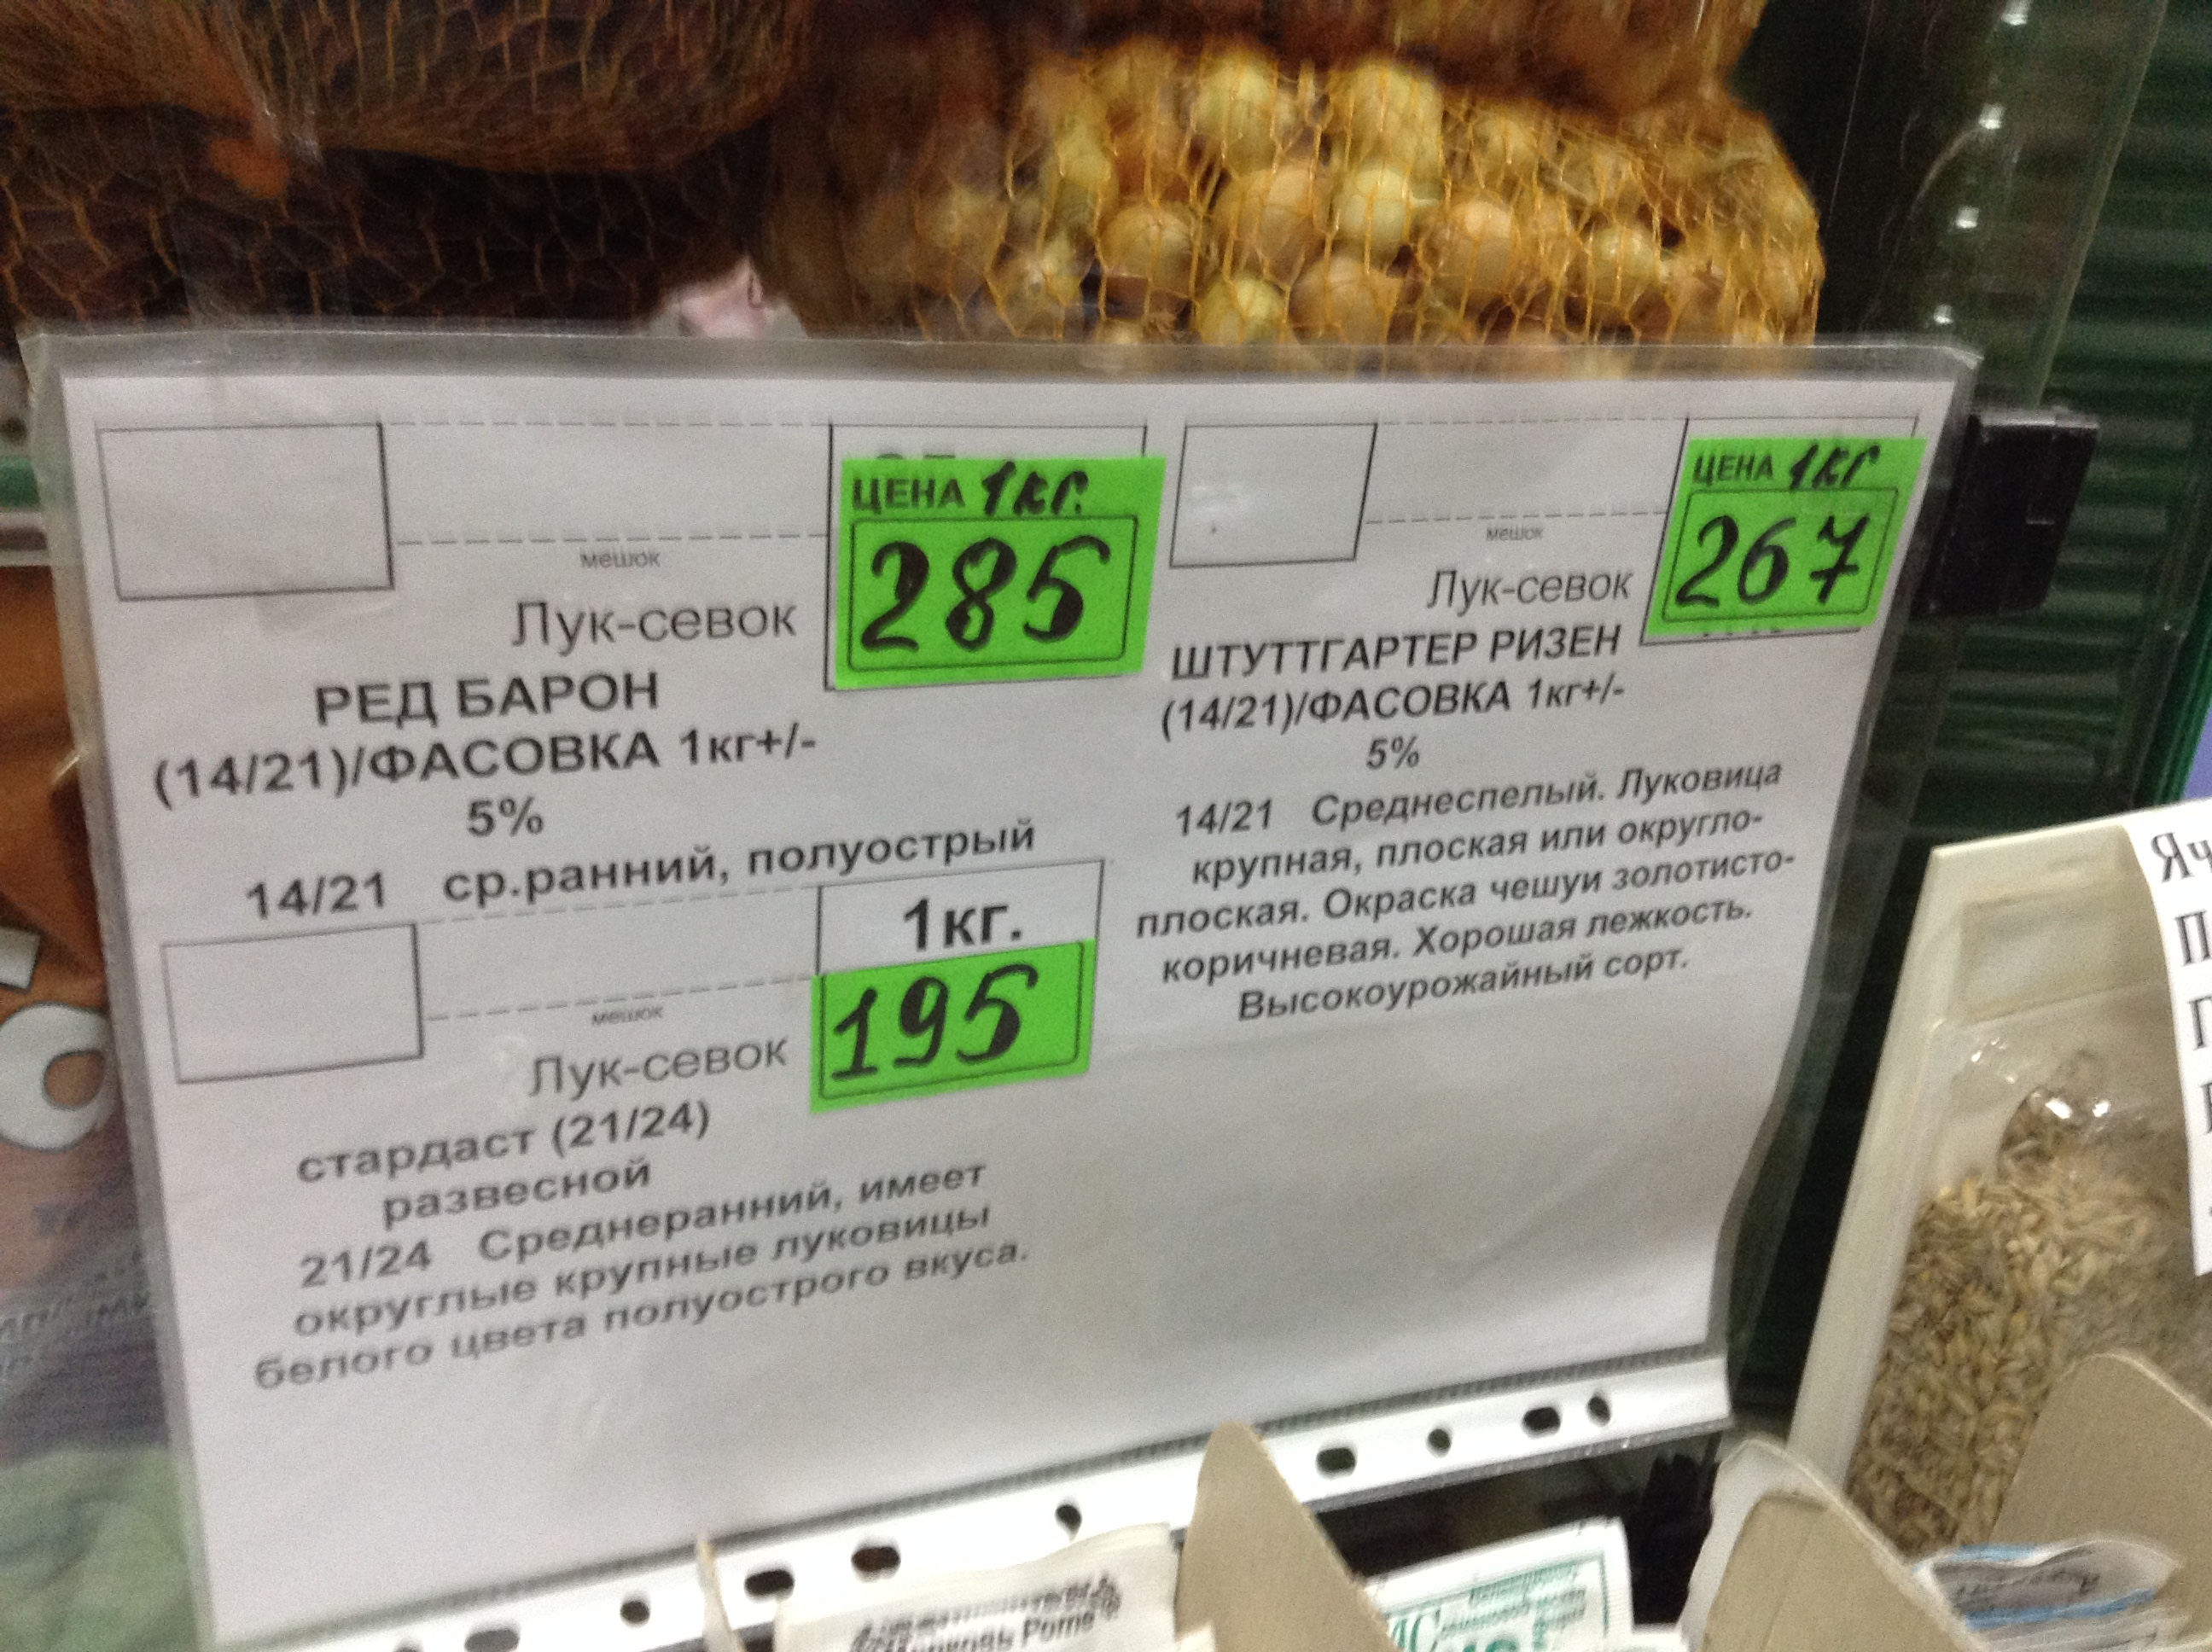 ЦЕНА 1кг.
285
мешок
Лук-севок
РЕД БАРОН
(14/21)/ФАСОВКА 1кг+/-
5%
14/21 ср.ранний, полуострый
1кг.
195
мешок
Лук-севок
стардаст (21/24)
развесной
21/24 Среднеранний, имеет
округлые крупные луковицы
белого цвета полуострого вкуса.
ЦЕНА 1кг
267
мешок
Лук-севок
ШТУТТГАРТЕР РИЗЕН
(14/21)/ФАСОВКА 1кг+/-
5%
14/21 Среднеспелый. Луковица
крупная, плоская или округло-
плоская. Окраска чешуи золотисто-
коричневая. Хорошая лежкость.
Высокоурожайный сорт.